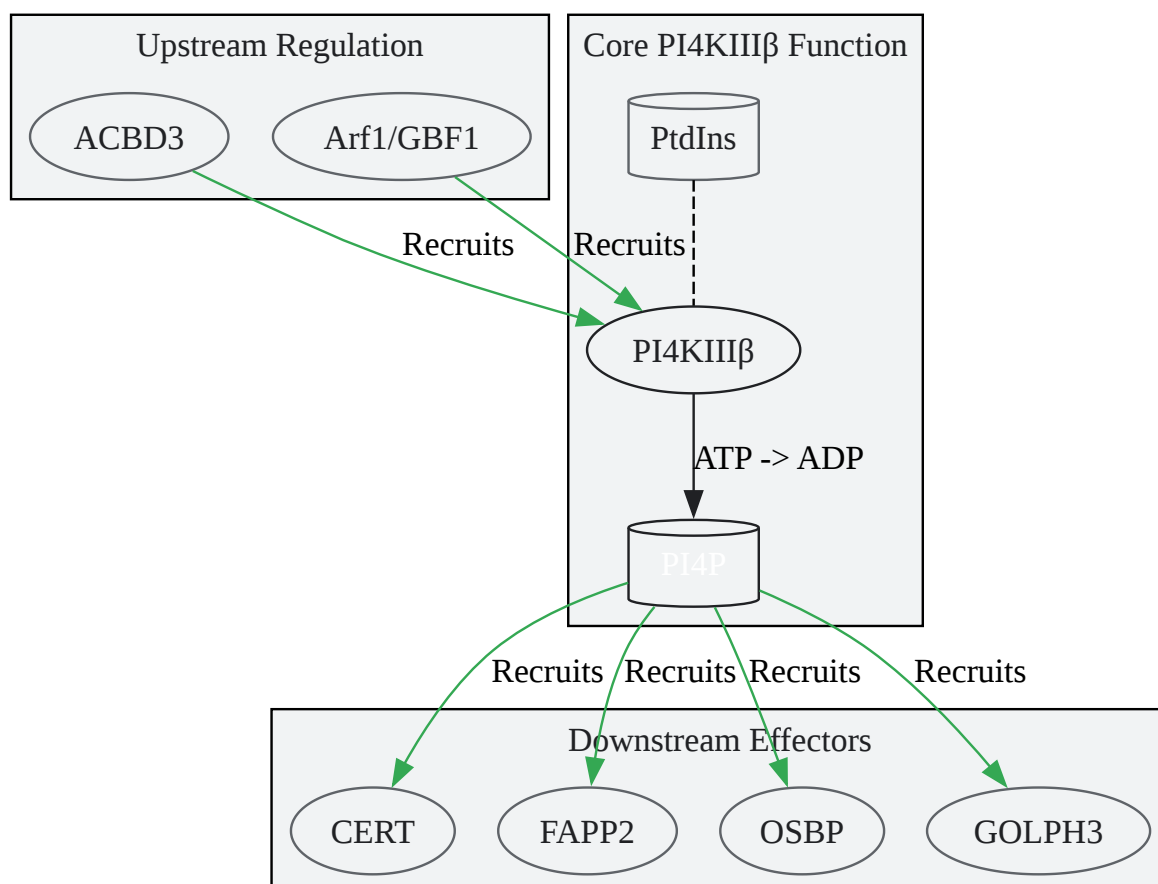 Upstream Regulation
Core PI4KIIIβ Function
ACBD3
Arf1/GBF1
PtdIns
Recruits
Recruits
PI4KIIIβ
ATP -> ADP
PI4P
Recruits
Recruits
Recruits
Recruits
Downstream Effectors
CERT
FAPP2
OSBP
GOLPH3